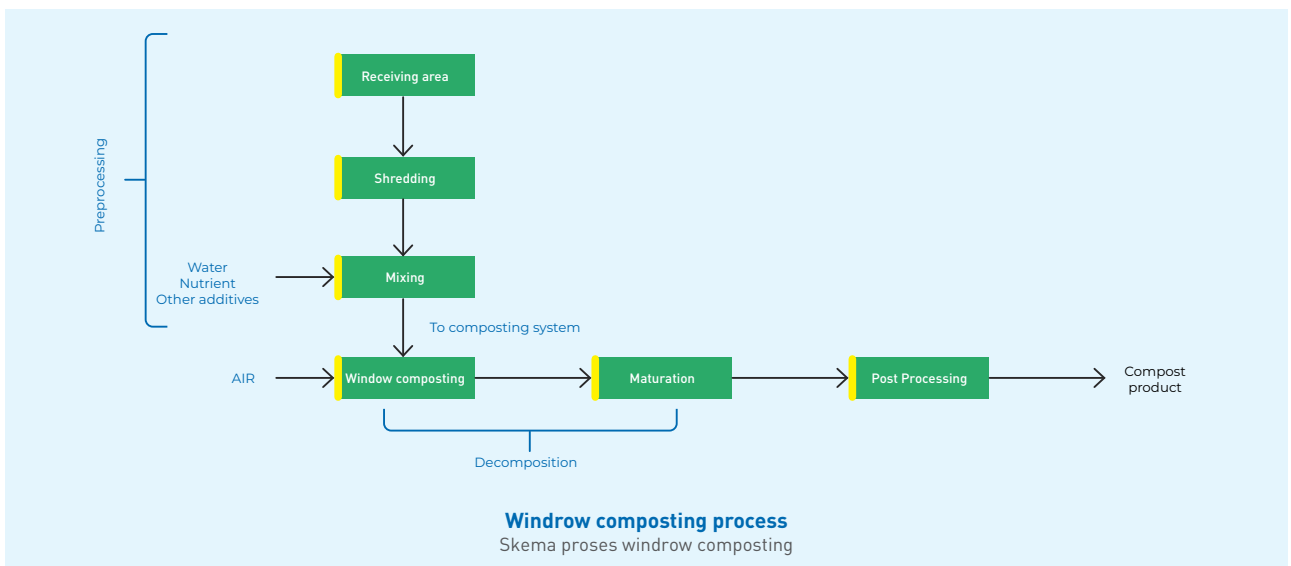 Receiving area
Preprocessing
Shredding
Water
Nutrient
Other additives
Mixing
To composting system
AIR
Window composting
Maturation
Post Processing
Compost
product
Decomposition
Windrow composting process
Skema proses windrow composting